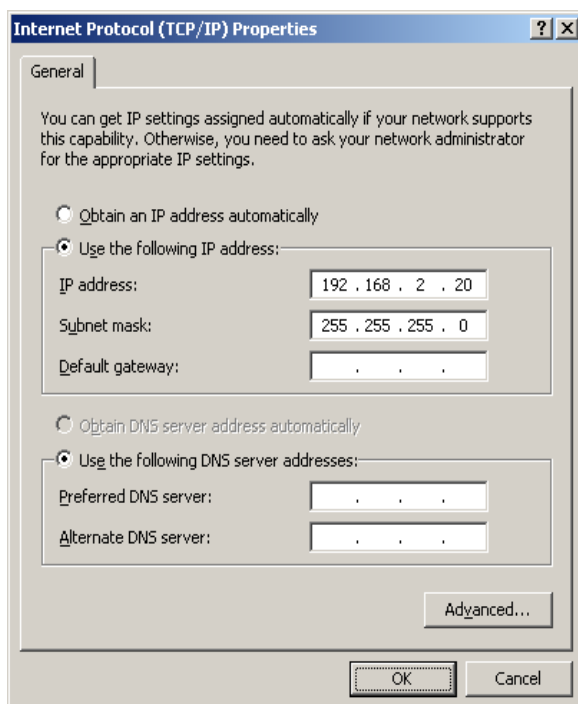 Internet Protocol (TCP/IP) Properties
General
You can get IP settings assigned automatically if your network supports
this capability. Otherwise, you need to ask your network administrator
for the appropriate IP settings.
Obtain an IP address automatically
Use the following IP address:
IP address: 192 . 168 . 2 . 20
Subnet mask: 255 . 255 . 255 . 0
Default gateway: . . .
Obtain DNS server address automatically
Use the following DNS server addresses:
Preferred DNS server: . . .
Alternate DNS server: . . .
Advanced...
OK Cancel